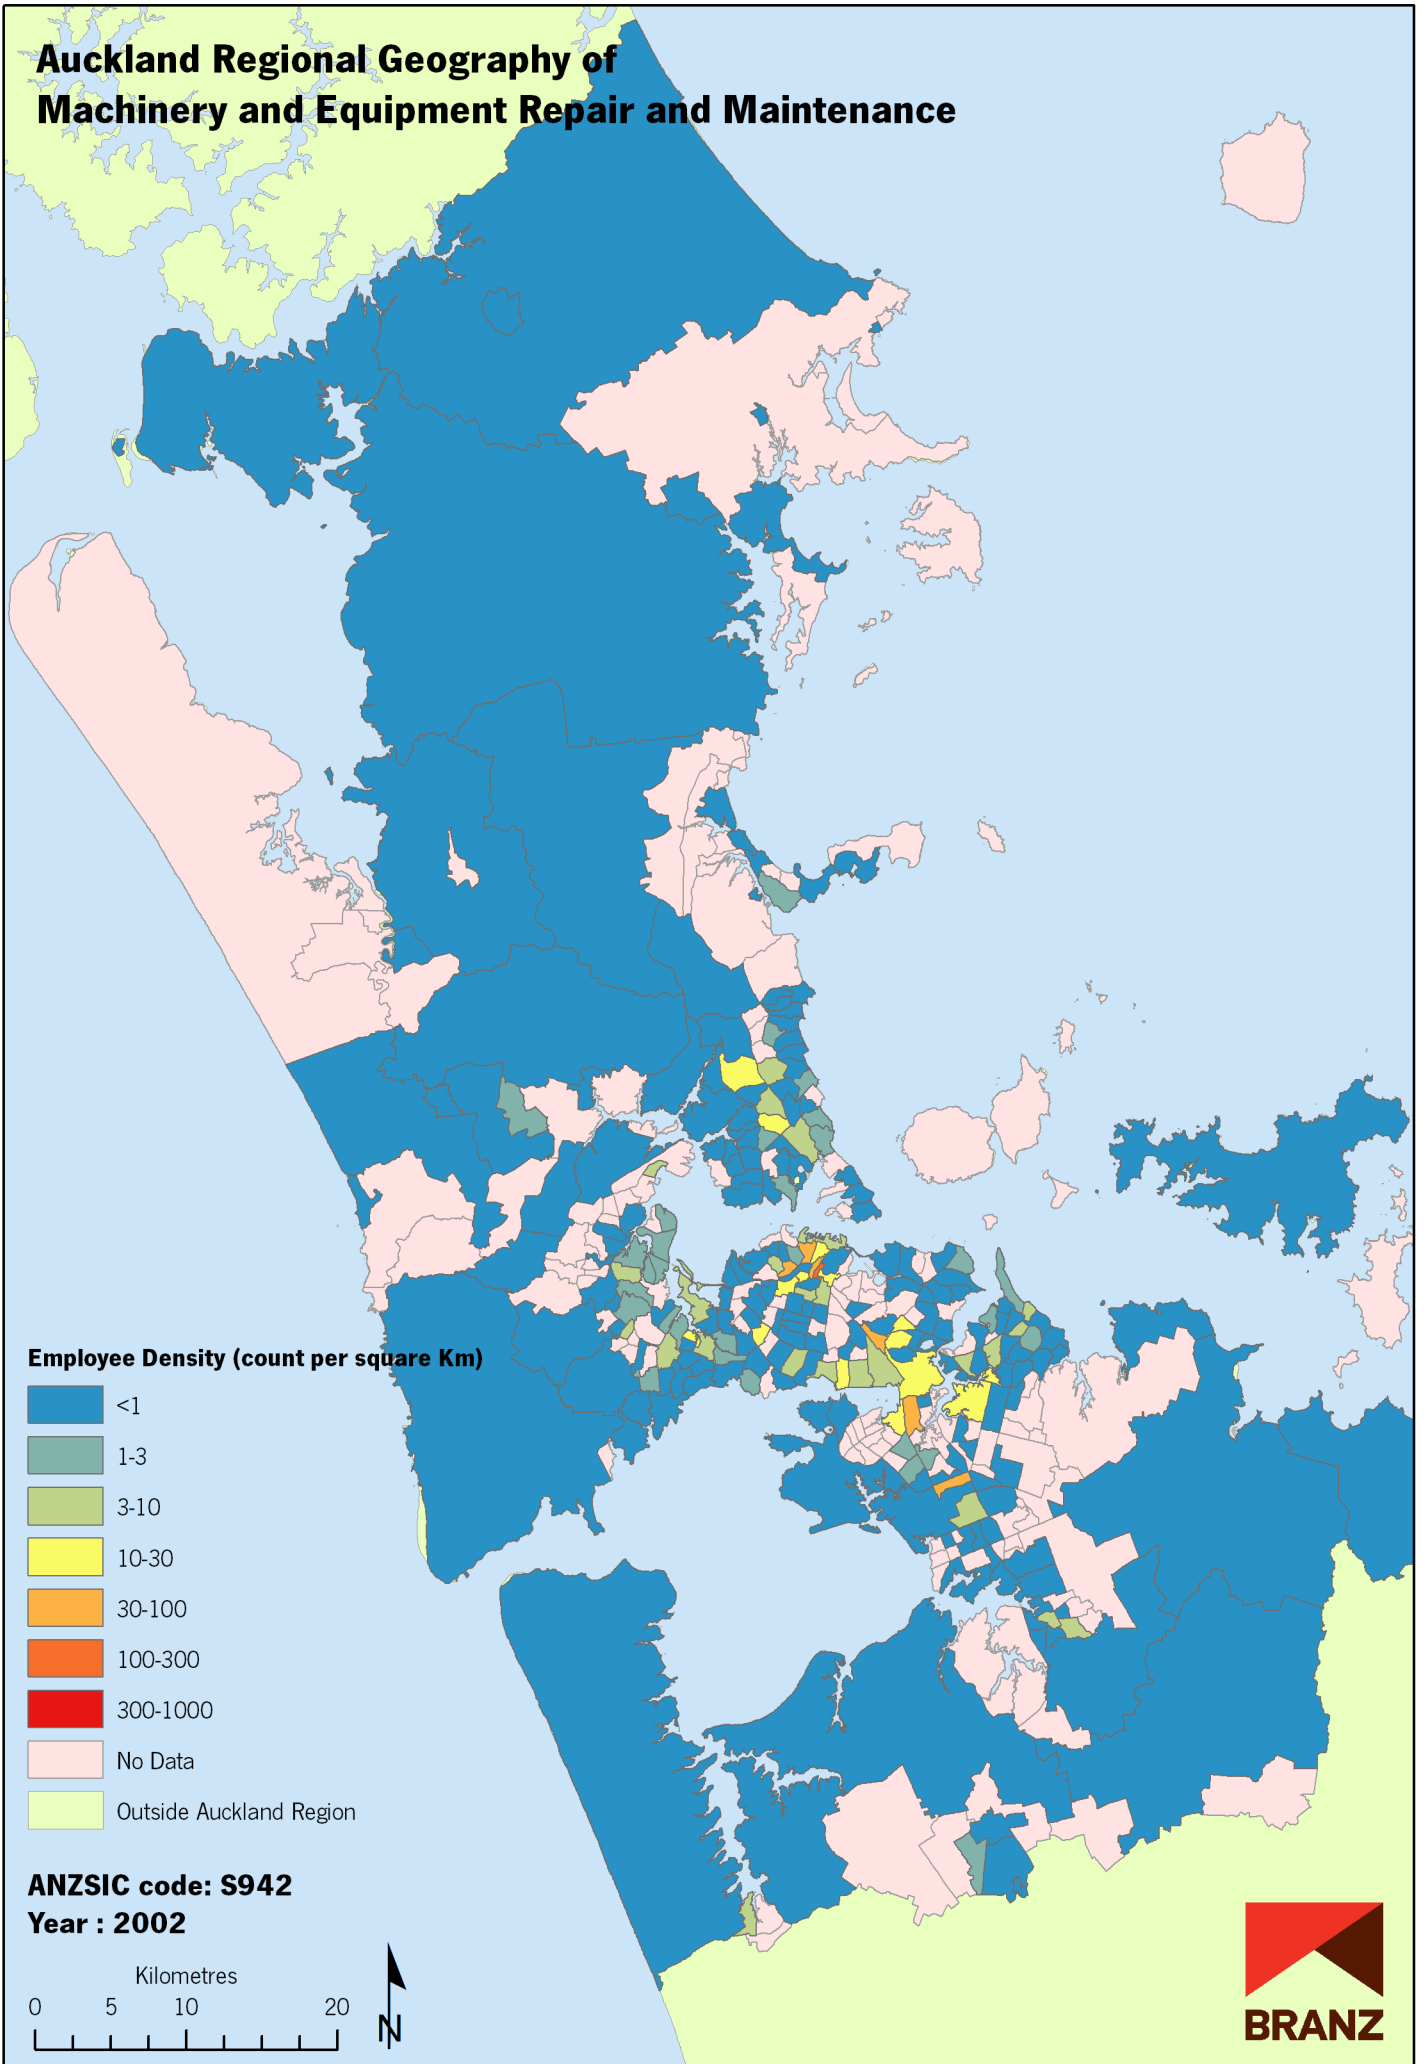 Auckland Regional Geography of
Machinery and Equipment Repair and Maintenance
Employee Density (count per square Km)
<1
1-3
3-10
10-30
30-100
100-300
300-1000
No Data
Outside Auckland Region
ANZSIC code: S942
Year : 2002
Kilometres
0 5 10 20
N
BRANZ